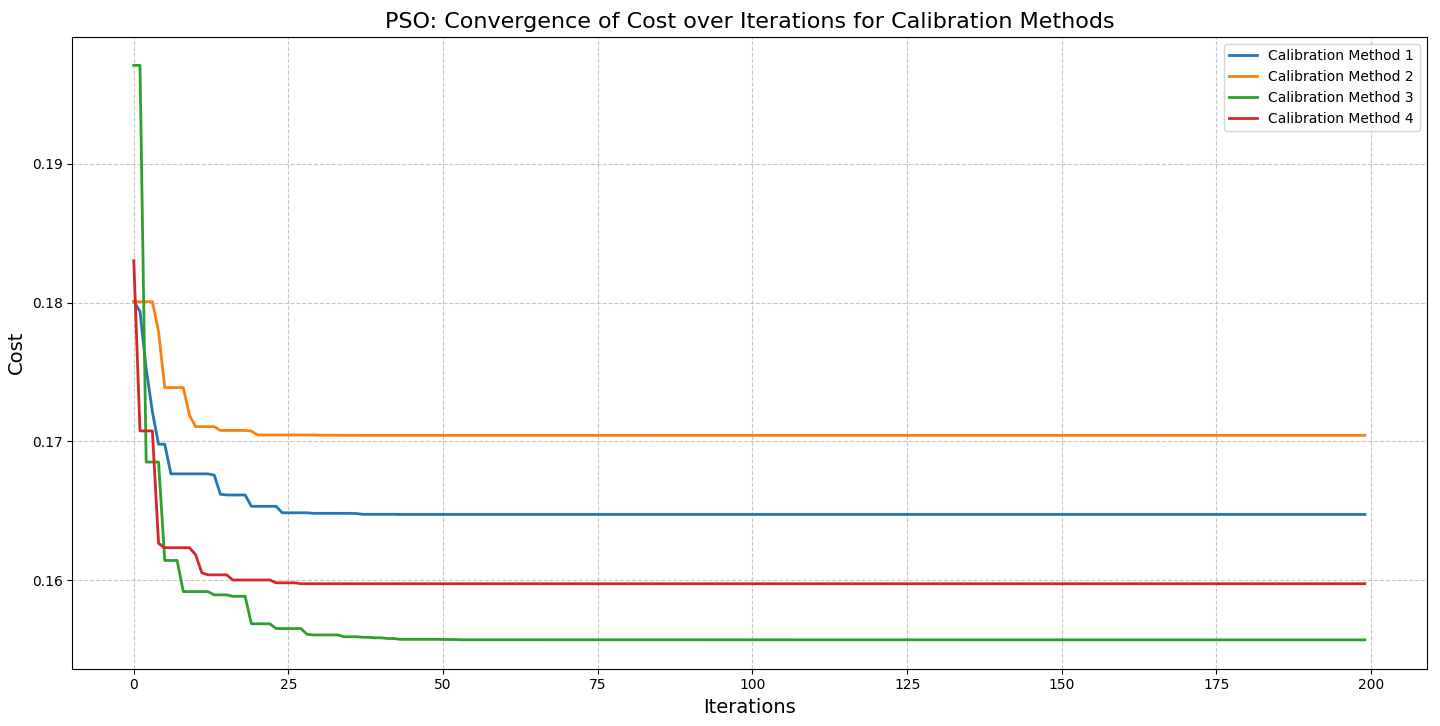 PSO: Convergence of Cost over Iterations for Calibration Methods
Calibration Method 1
Calibration Method 2
Calibration Method 3
Calibration Method 4
0.19
0.18
0.17
0.16
Cost
0
25
50
75
100
125
150
175
200
Iterations